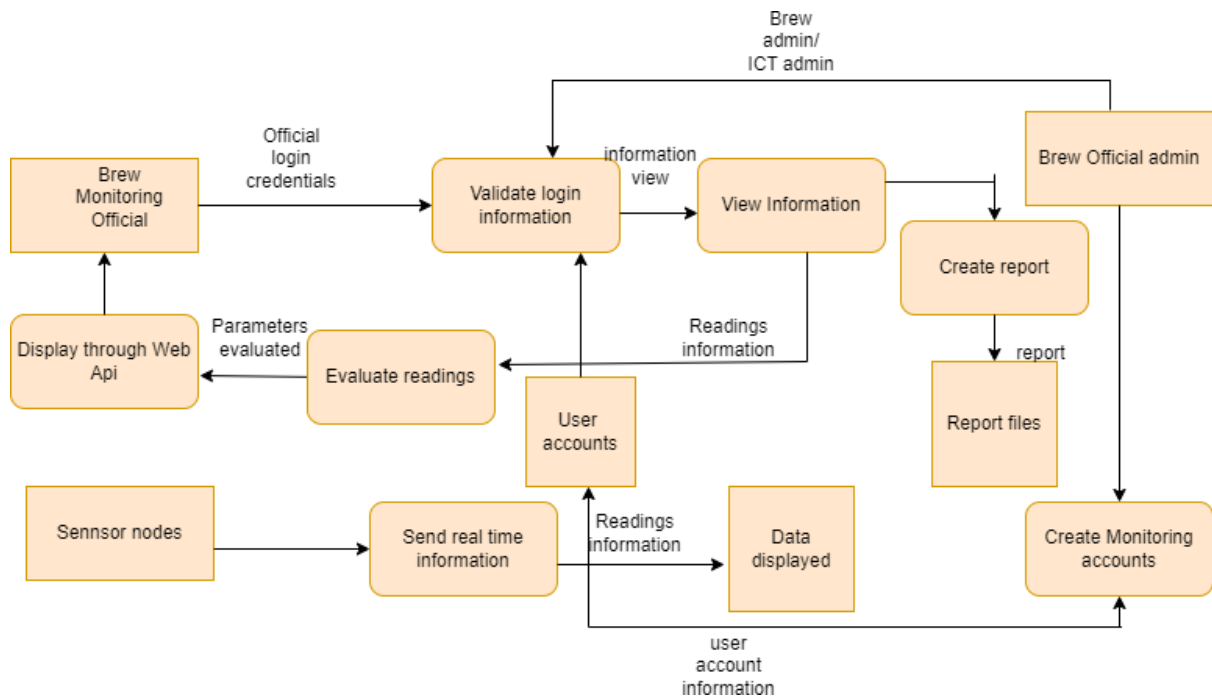 Brew
admin/
ICT admin
Official
login
credentials
Brew
Monitoring
Official
Validate login
information
information
view
View Information
Brew Official admin
Create report
Display through Web
Api
Parameters
evaluated
Evaluate readings
Readings
information
report
User
accounts
Report files
Sennsor nodes
Send real time
information
Readings
information
Data
displayed
Create Monitoring
accounts
user
account
information